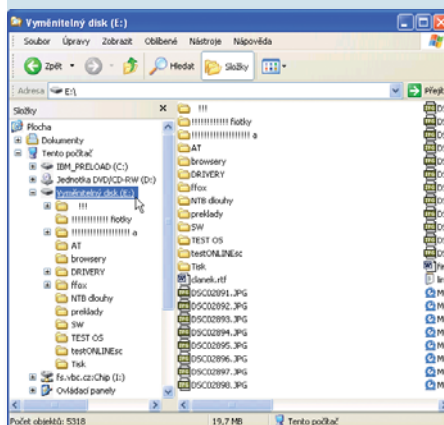 Vyměnitelný disk (E:)
Soubor Úpravy Zobrazit Oblíbené Nástroje Nápověda
Zpět Hledat Složky
Adresa E:\ Přejít
Složky
Plocha
Dokumenty
Tento počítač
IBM_PRELOAD (C:)
Jednotka DVD/CD-RW (D:)
Vyměnitelný disk (E:)
!!!
!!!!!!!!!!!! fiotky
!!!!!!!!!!!!!!!!!!! a
AT
browsery
DRIVERY
ffox
NTB dlouhy
preklady
SW
TEST OS
testONLINEsc
Tisk
fs.vbc.cz:Chip (I:)
Ovládací panely
!!!
!!!!!!!!!!!! fiotky
!!!!!!!!!!!!!!!!!!! a
AT
browsery
DRIVERY
ffox
NTB dlouhy
preklady
SW
TEST OS
testONLINEsc
Tisk
clanek.rtf
DSC02891.JPG
DSC02892.JPG
DSC02893.JPG
DSC02894.JPG
DSC02895.JPG
DSC02896.JPG
DSC02897.JPG
DSC02898.JPG
Počet objektů: 5318 19,7 MB Tento počítač